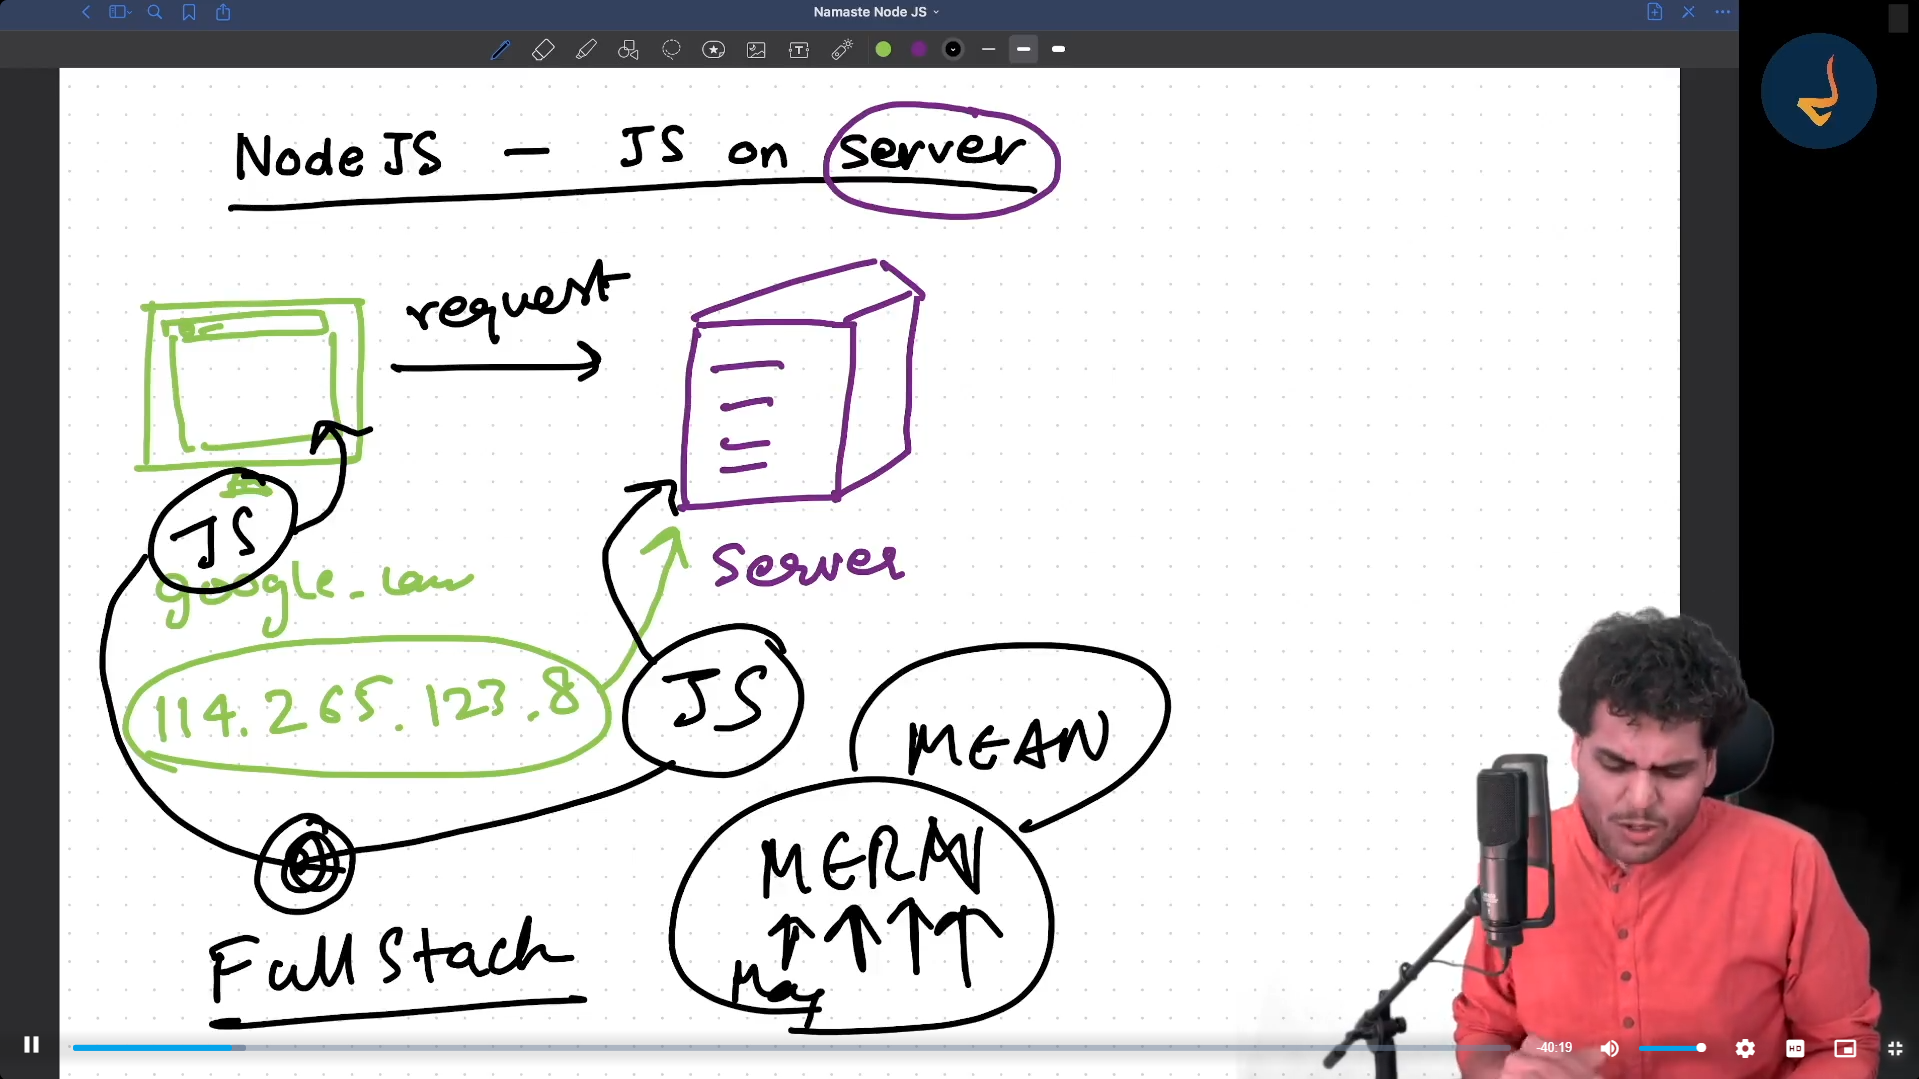 Namaste Node JS
Node JS – JS on server
request
JS
google.com
Server
114.265.123.8
JS
MEAN
MERN
Full Stack
-40:19
HD